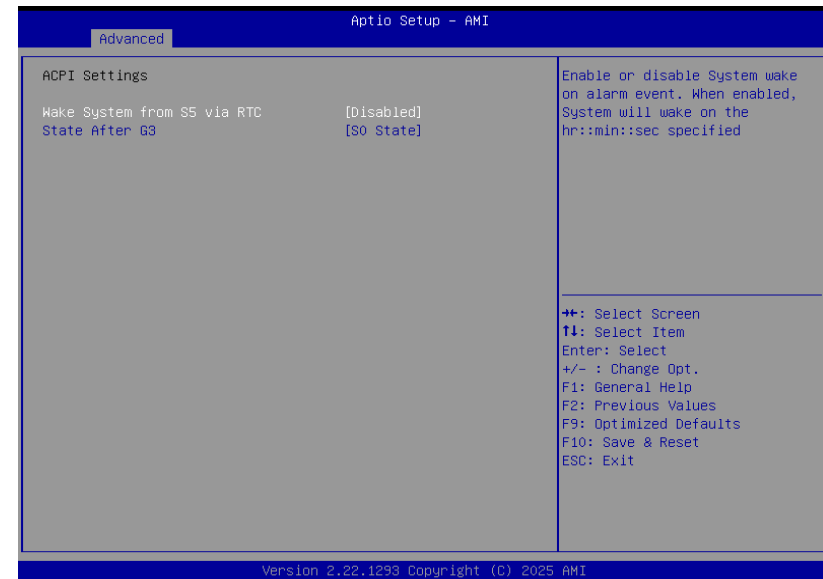 Aptio Setup – AMI
Advanced
ACPI Settings
Wake System from S5 via RTC [Disabled]
State After G3 [S0 State]
Enable or disable System wake
on alarm event. When enabled,
System will wake on the
hr::min::sec specified
→←: Select Screen
↑↓: Select Item
Enter: Select
+/– : Change Opt.
F1: General Help
F2: Previous Values
F9: Optimized Defaults
F10: Save & Reset
ESC: Exit
Version 2.22.1293 Copyright (C) 2025 AMI